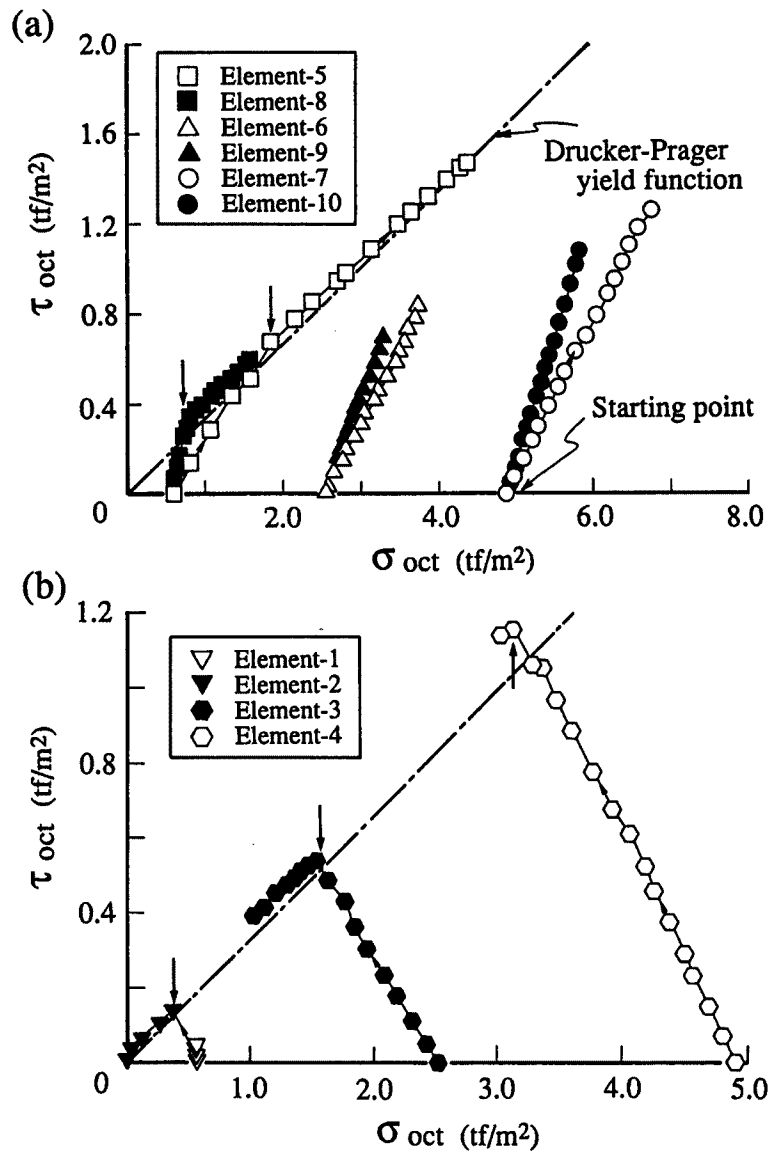 (a)
2.0
1.6
1.2
0.8
0.4
0
2.0
4.0
6.0
8.0
τ oct (tf/m²)
σ oct (tf/m²)
Element-5
Element-8
Element-6
Element-9
Element-7
Element-10
Drucker-Prager
yield function
Starting point
(b)
1.2
0.8
0.4
0
1.0
2.0
3.0
4.0
5.0
τ oct (tf/m²)
σ oct (tf/m²)
Element-1
Element-2
Element-3
Element-4